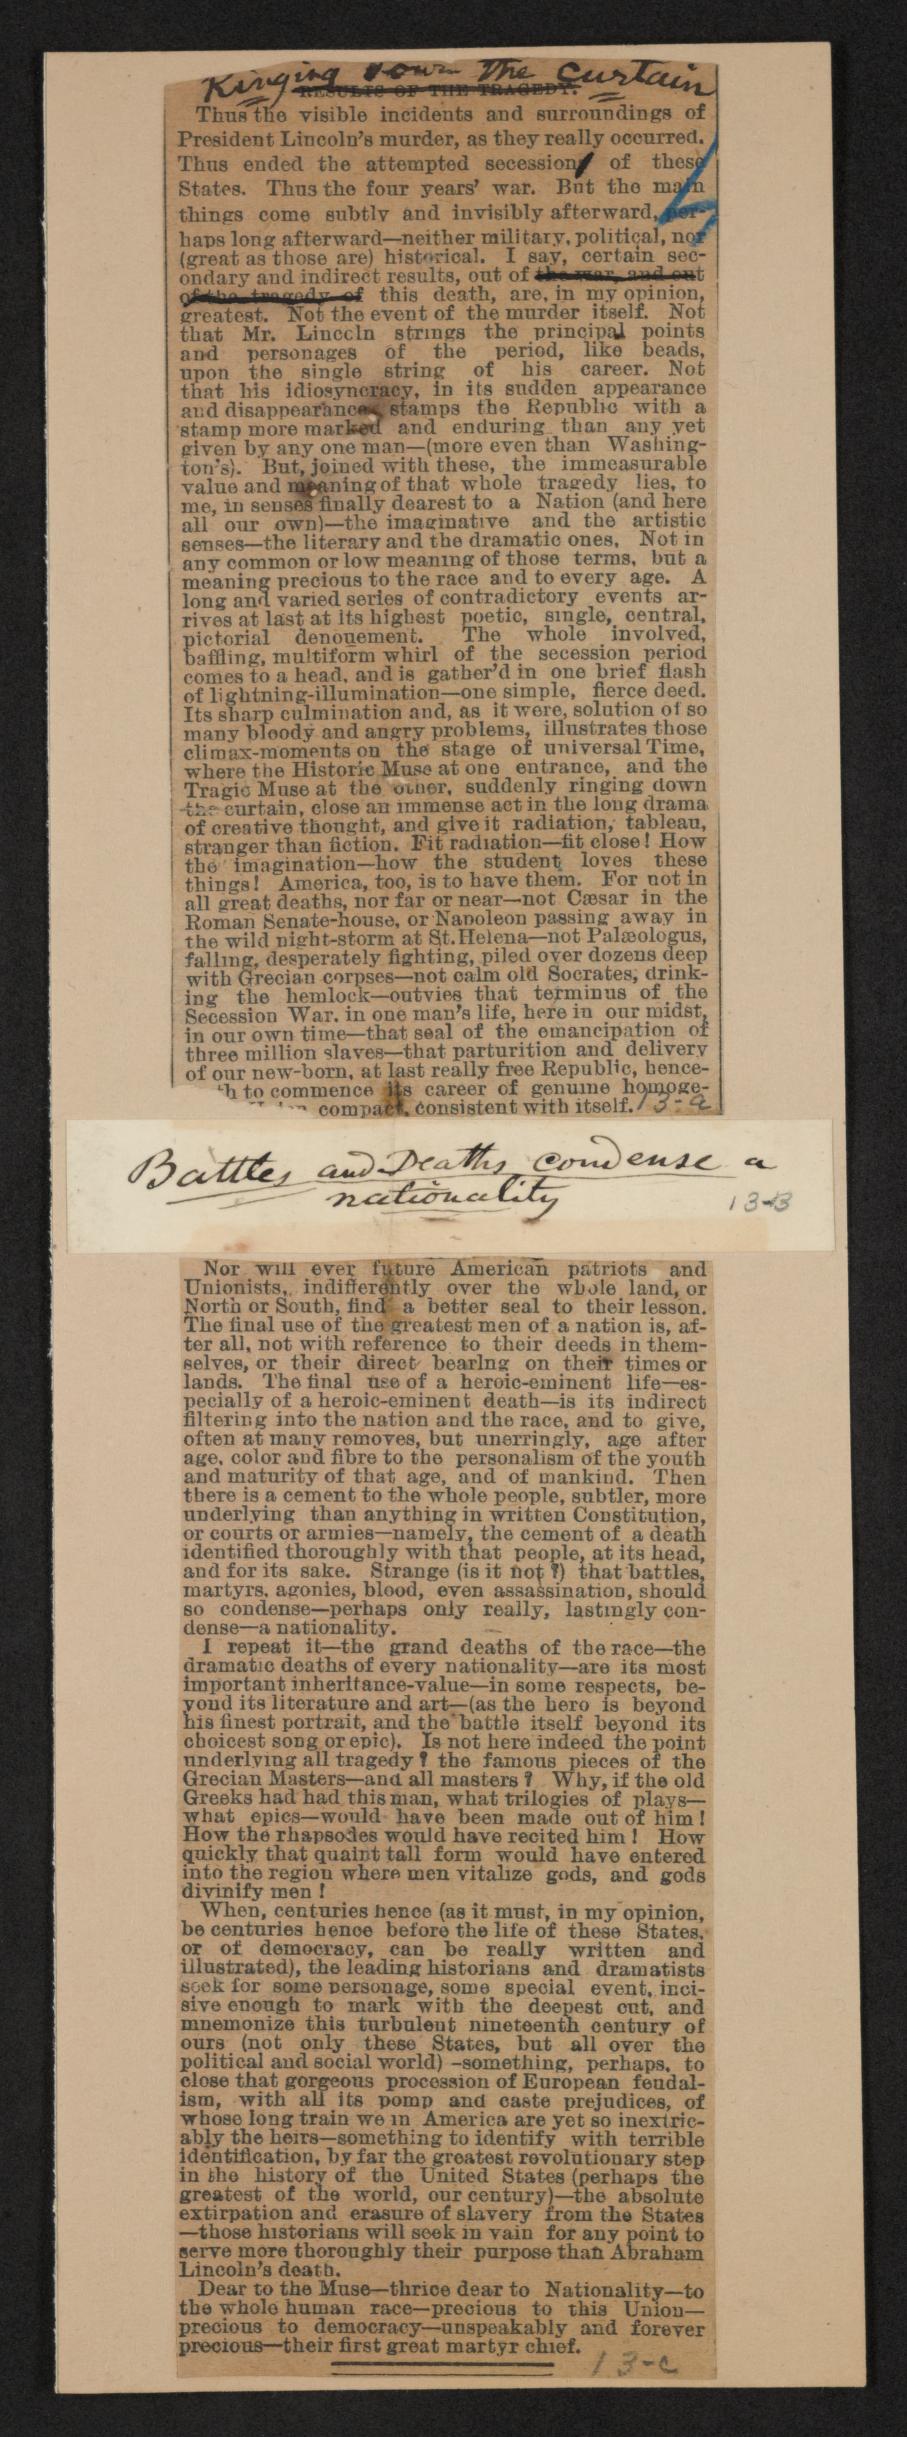 Ringing down the curtain
RESULTS OF THE TRAGEDY.
Thus the visible incidents and surroundings of
President Lincoln's murder, as they really occurred.
Thus ended the attempted secession of these
States. Thus the four years' war. But the main
things come subtly and invisibly afterward, per-
haps long afterward—neither military, political, nor
(great as those are) historical. I say, certain sec-
ondary and indirect results, out of the war, and out
of the tragedy of this death, are, in my opinion,
greatest. Not the event of the murder itself. Not
that Mr. Lincoln strings the principal points
and personages of the period, like beads,
upon the single string of his career. Not
that his idiosyncracy, in its sudden appearance
and disappearance, stamps the Republic with a
stamp more marked and enduring than any yet
given by any one man—(more even than Washing-
ton's). But, joined with these, the immeasurable
value and meaning of that whole tragedy lies, to
me, in senses finally dearest to a Nation (and here
all our own)—the imaginative and the artistic
senses—the literary and the dramatic ones. Not in
any common or low meaning of those terms, but a
meaning precious to the race and to every age. A
long and varied series of contradictory events ar-
rives at last at its highest poetic, single, central,
pictorial denouement. The whole involved,
baffling, multiform whirl of the secession period
comes to a head, and is gather'd in one brief flash
of lightning-illumination—one simple, fierce deed.
Its sharp culmination and, as it were, solution of so
many bloody and angry problems, illustrates those
climax-moments on the stage of universal Time,
where the Historic Muse at one entrance, and the
Tragic Muse at the other, suddenly ringing down
the curtain, close an immense act in the long drama
of creative thought, and give it radiation, tableau,
stranger than fiction. Fit radiation—fit close! How
the imagination—how the student loves these
things! America, too, is to have them. For not in
all great deaths, nor far or near—not Cæsar in the
Roman Senate-house, or Napoleon passing away in
the wild night-storm at St. Helena—not Palæologus,
falling, desperately fighting, piled over dozens deep
with Grecian corpses—not calm old Socrates, drink-
ing the hemlock—outvies that terminus of the
Secession War, in one man's life, here in our midst,
in our own time—that seal of the emancipation of
three million slaves—that parturition and delivery
of our new-born, at last really free Republic, hence-
th to commence its career of genuine homoge-
Union, compact, consistent with itself. 13-a
Battles and Deaths condense a
nationality
13-B
Nor will ever future American patriots and
Unionists, indifferently over the whole land, or
North or South, find a better seal to their lesson.
The final use of the greatest men of a nation is, af-
ter all, not with reference to their deeds in them-
selves, or their direct bearing on their times or
lands. The final use of a heroic-eminent life—es-
pecially of a heroic-eminent death—is its indirect
filtering into the nation and the race, and to give,
often at many removes, but unerringly, age after
age, color and fibre to the personalism of the youth
and maturity of that age, and of mankind. Then
there is a cement to the whole people, subtler, more
underlying than anything in written Constitution,
or courts or armies—namely, the cement of a death
identified thoroughly with that people, at its head,
and for its sake. Strange (is it not?) that battles,
martyrs, agonies, blood, even assassination, should
so condense—perhaps only really, lastingly con-
dense—a nationality.
I repeat it—the grand deaths of the race—the
dramatic deaths of every nationality—are its most
important inheritance-value—in some respects, be-
yond its literature and art—(as the hero is beyond
his finest portrait, and the battle itself beyond its
choicest song or epic). Is not here indeed the point
underlying all tragedy? the famous pieces of the
Grecian Masters—and all masters? Why, if the old
Greeks had had this man, what trilogies of plays—
what epics—would have been made out of him!
How the rhapsodes would have recited him! How
quickly that quaint tall form would have entered
into the region where men vitalize gods, and gods
divinify men!
When, centuries hence (as it must, in my opinion,
be centuries hence before the life of these States,
or of democracy, can be really written and
illustrated), the leading historians and dramatists
seek for some personage, some special event, inci-
sive enough to mark with the deepest cut, and
mnemonize this turbulent nineteenth century of
ours (not only these States, but all over the
political and social world)—something, perhaps, to
close that gorgeous procession of European feudal-
ism, with all its pomp and caste prejudices, of
whose long train we in America are yet so inextric-
ably the heirs—something to identify with terrible
identification, by far the greatest revolutionary step
in the history of the United States (perhaps the
greatest of the world, our century)—the absolute
extirpation and erasure of slavery from the States
—those historians will seek in vain for any point to
serve more thoroughly their purpose than Abraham
Lincoln's death.
Dear to the Muse—thrice dear to Nationality—to
the whole human race—precious to this Union—
precious to democracy—unspeakably and forever
precious—their first great martyr chief.
13-c